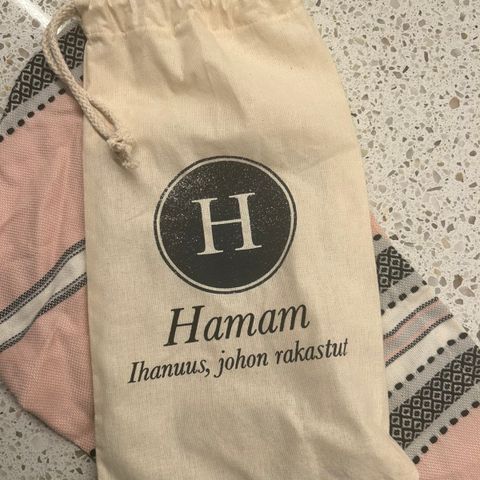 H
Hamam
Ihanuus, johon rakastut